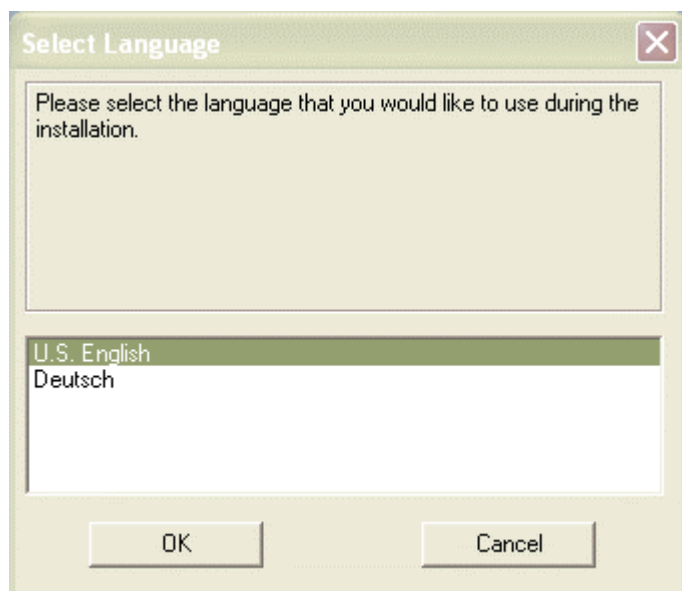 Select Language
Please select the language that you would like to use during the
installation.
U.S. English
Deutsch
OK
Cancel